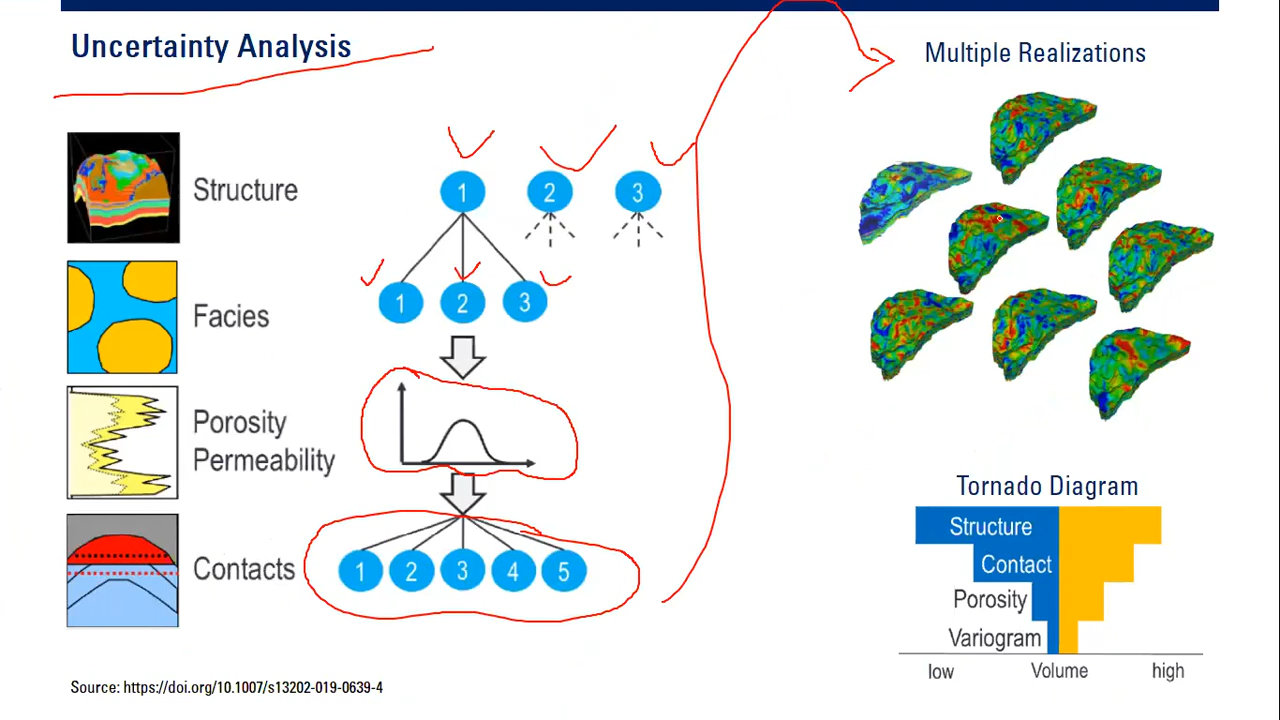 Uncertainty Analysis
Structure
1 2 3
Facies
1 2 3
Porosity
Permeability
Contacts
1 2 3 4 5
Source: https://doi.org/10.1007/s13202-019-0639-4
Multiple Realizations
Tornado Diagram
Structure
Contact
Porosity
Variogram
low Volume high